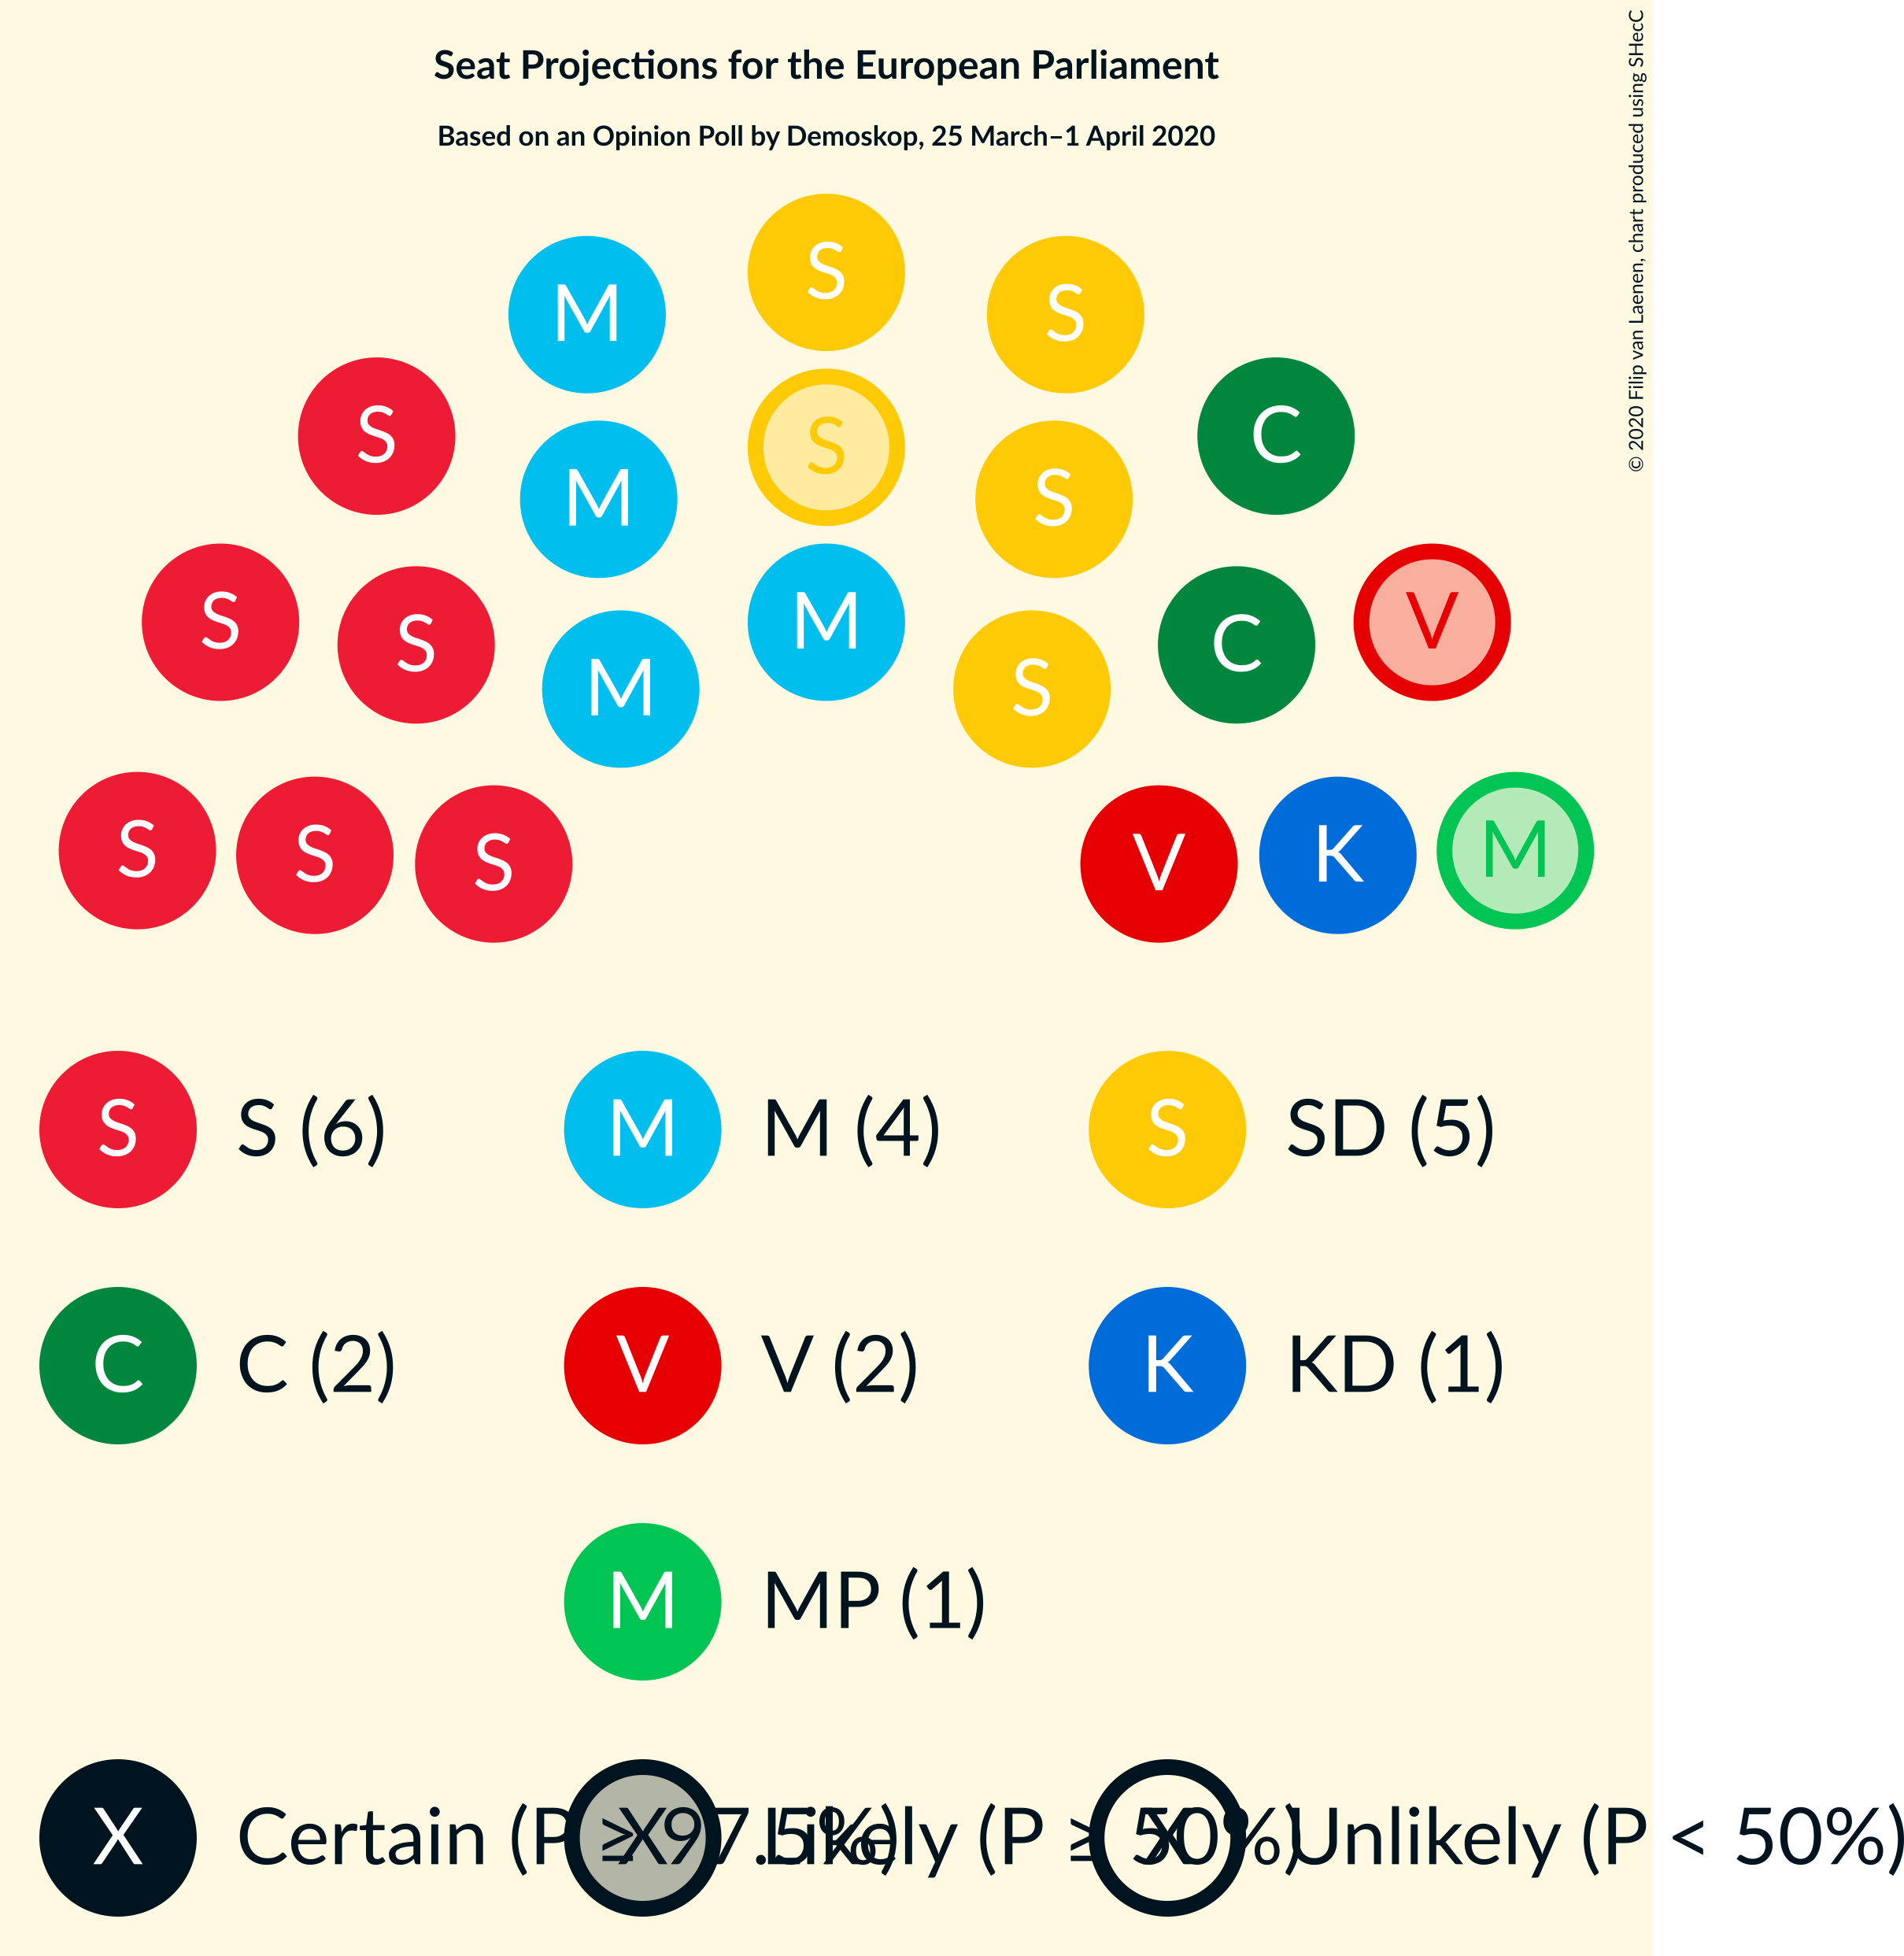 Seat Projections for the European Parliament
Based on an Opinion Poll by Demoskop, 25 March–1 April 2020
© 2020 Filip van Laenen, chart produced using SHecC
S
M S
S S C
S
M S
S V
S C
M
M S
S M
S K
S V
S S (6) M M (4) S SD (5)
C C (2) V V (2) K KD (1)
M MP (1)
X Certain (P ≥ 97.5%) X Likely (P ≥ 50%) X Unlikely (P < 50%)